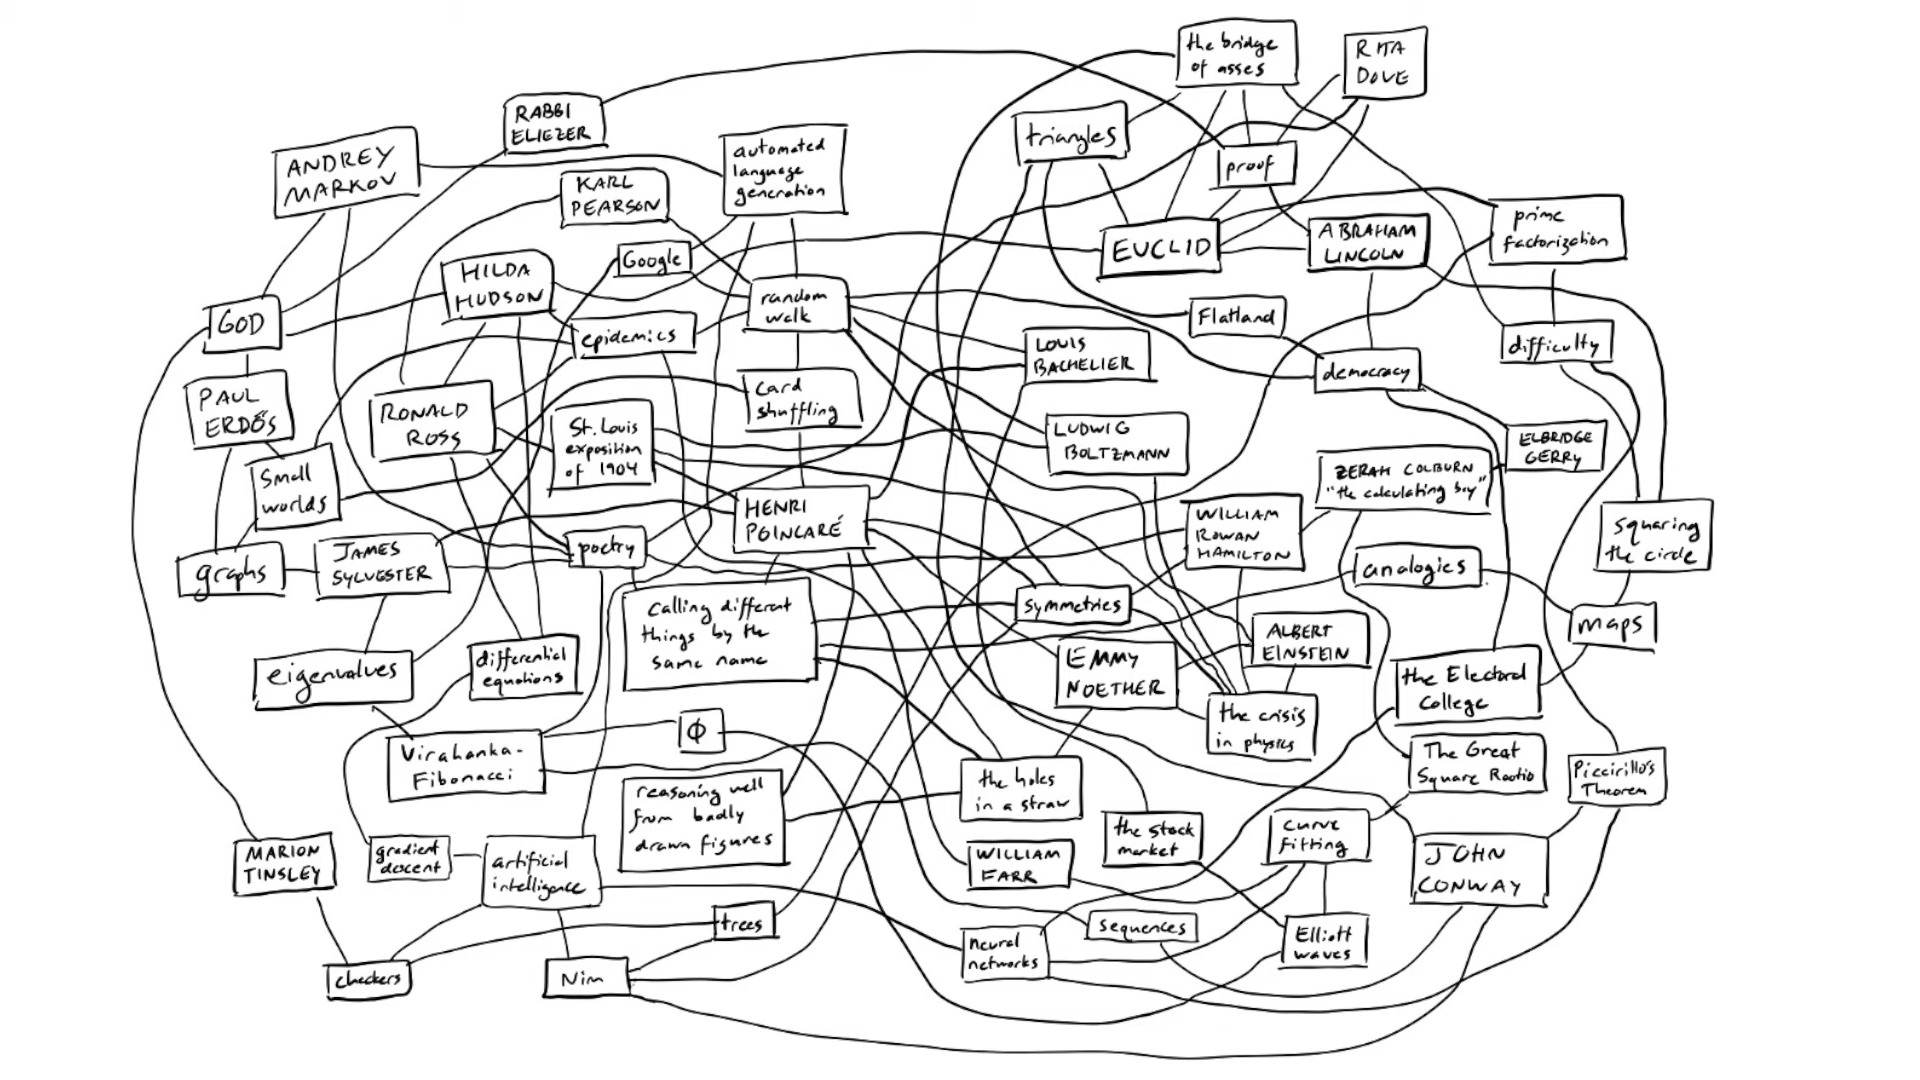 the bridge
of asses
RITA
DOVE
RABBI
ELIEZER
triangles
ANDREY
MARKOV
automated
language
generation
proof
KARL
PEARSON
prime
factorization
ABRAHAM
LINCOLN
EUCLID
Google
HILDA
HUDSON
random
walk
GOD
Flatland
epidemics
difficulty
LOUIS
BACHELIER
democracy
PAUL
ERDŐS
card
shuffling
RONALD
ROSS
St. Louis
exposition
of 1904
LUDWIG
BOLTZMANN
ELBRIDGE
GERRY
ZERAH COLBURN
"the calculating boy"
Small
worlds
HENRI
POINCARÉ
WILLIAM
ROWAN
HAMILTON
squaring
the circle
poetry
JAMES
SYLVESTER
graphs
analogies
calling different
things by the
same name
symmetries
maps
ALBERT
EINSTEIN
eigenvalues
differential
equations
EMMY
NOETHER
the Electoral
College
the crisis
in physics
Φ
Virahanka-
Fibonacci
The Great
Square Rootio
Piccirillo's
Theorem
reasoning well
from badly
drawn figures
the holes
in a straw
the stock
market
curve
fitting
MARION
TINSLEY
gradient
descent
artificial
intelligence
WILLIAM
FARR
JOHN
CONWAY
trees
sequences
neural
networks
Elliott
waves
checkers
Nim